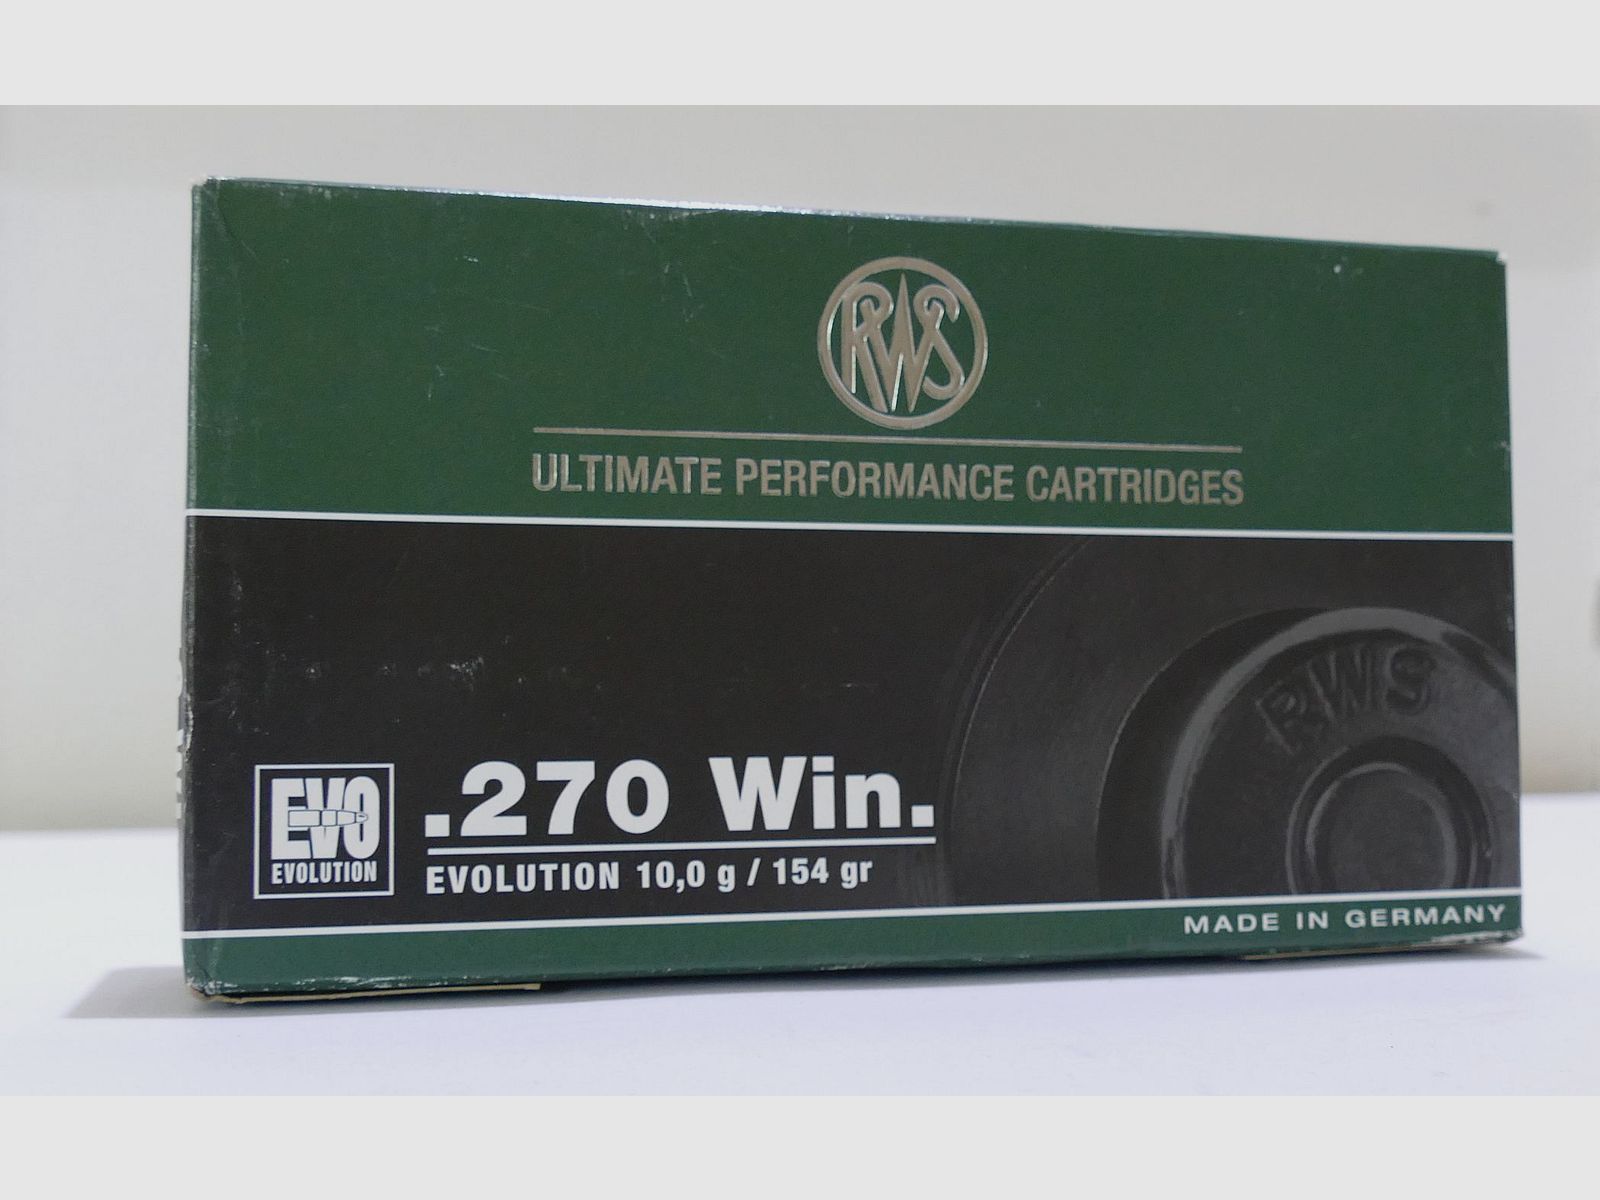 RWS
ULTIMATE PERFORMANCE CARTRIDGES
RWS
.270 Win.
EVO
EVOLUTION
EVOLUTION 10,0 g / 154 gr
MADE IN GERMANY